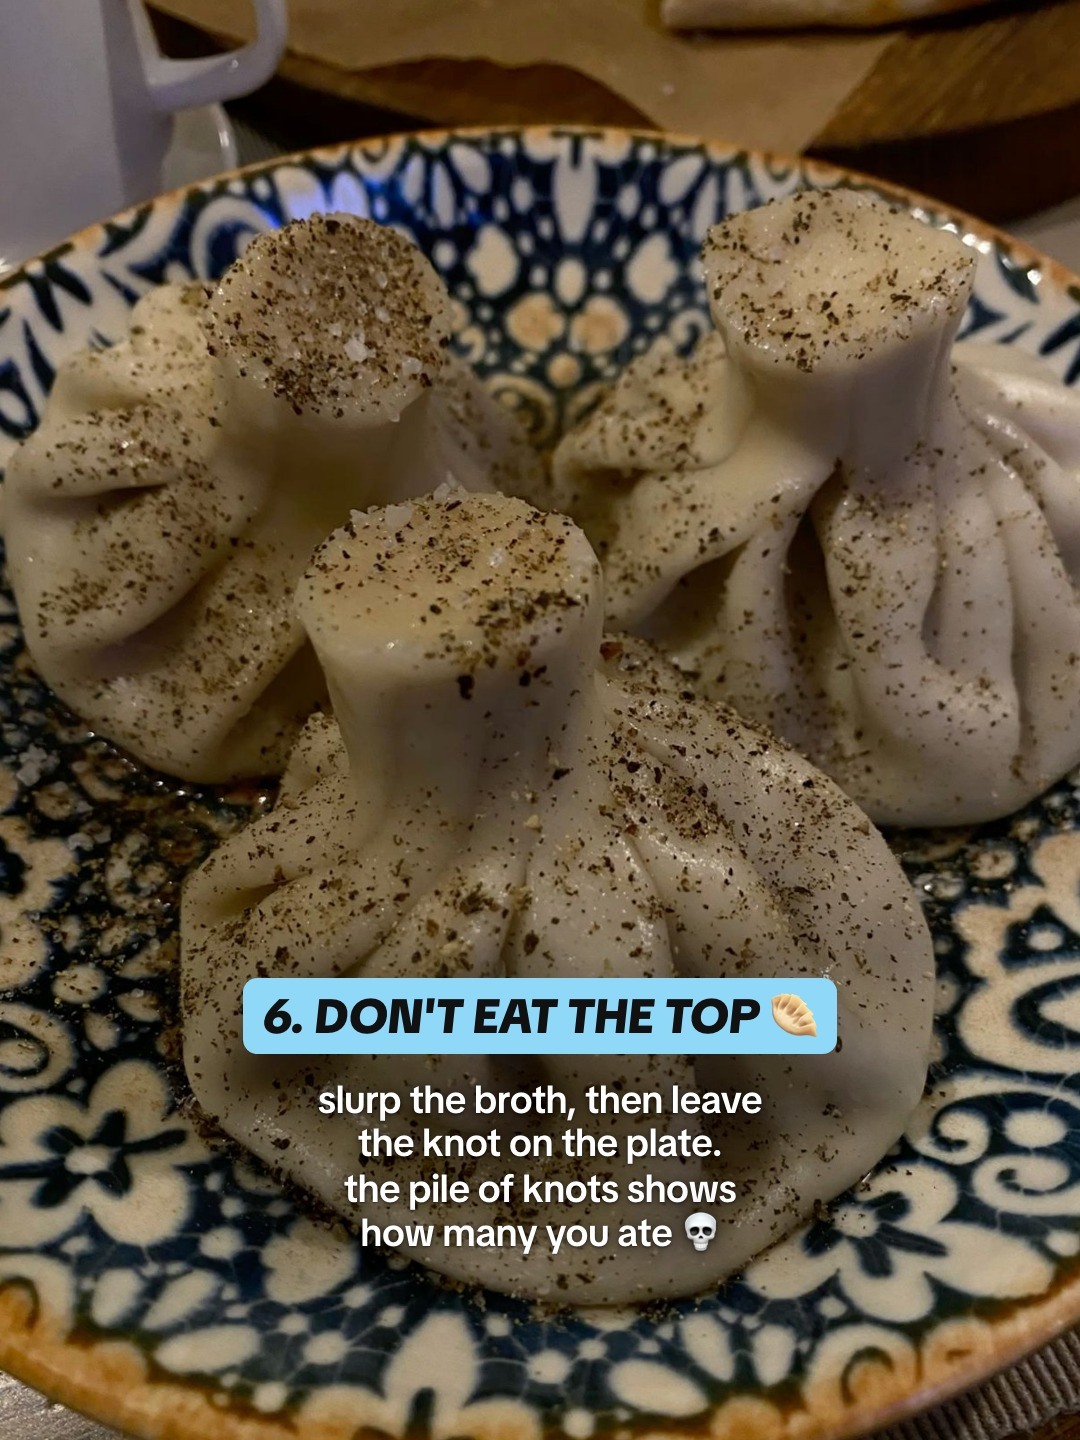 6. DON'T EAT THE TOP 🥟
slurp the broth, then leave
the knot on the plate.
the pile of knots shows
how many you ate 💀